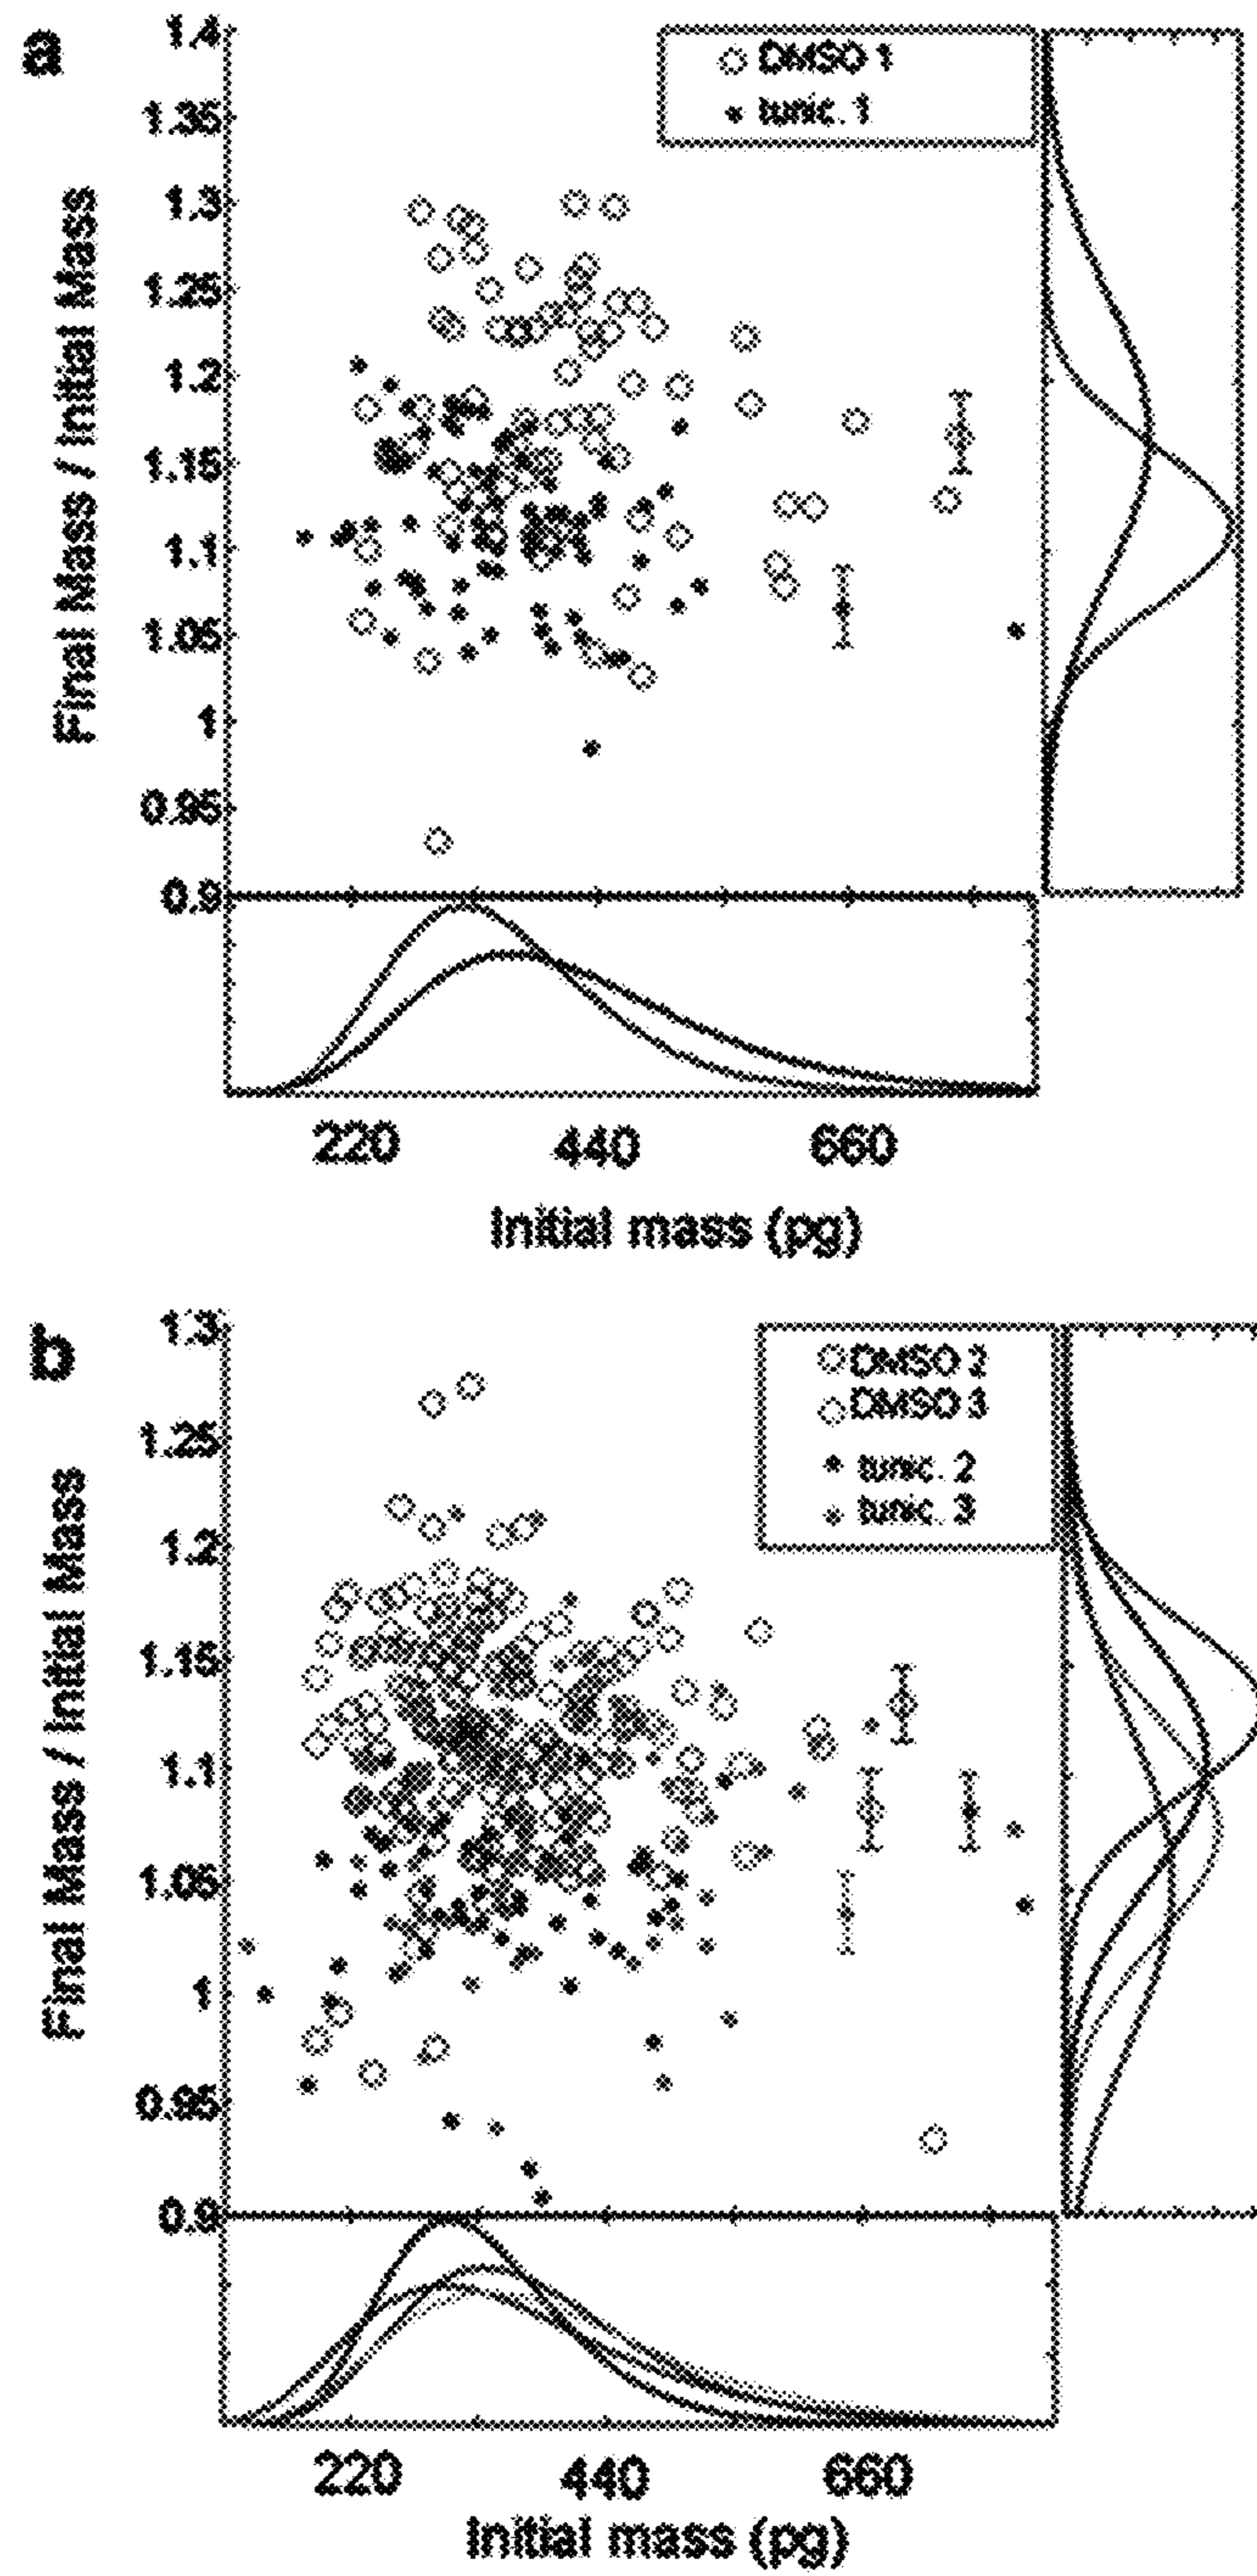 a
1.4
1.35
1.3
1.25
1.2
1.15
1.1
1.05
1
0.95
0.9
Final Mass / Initial Mass
DMSO 1
tunic. 1
220 440 660
Initial mass (pg)
b
1.3
1.25
1.2
1.15
1.1
1.05
1
0.95
0.9
Final Mass / Initial Mass
DMSO 2
DMSO 3
tunic. 2
tunic. 3
220 440 660
Initial mass (pg)